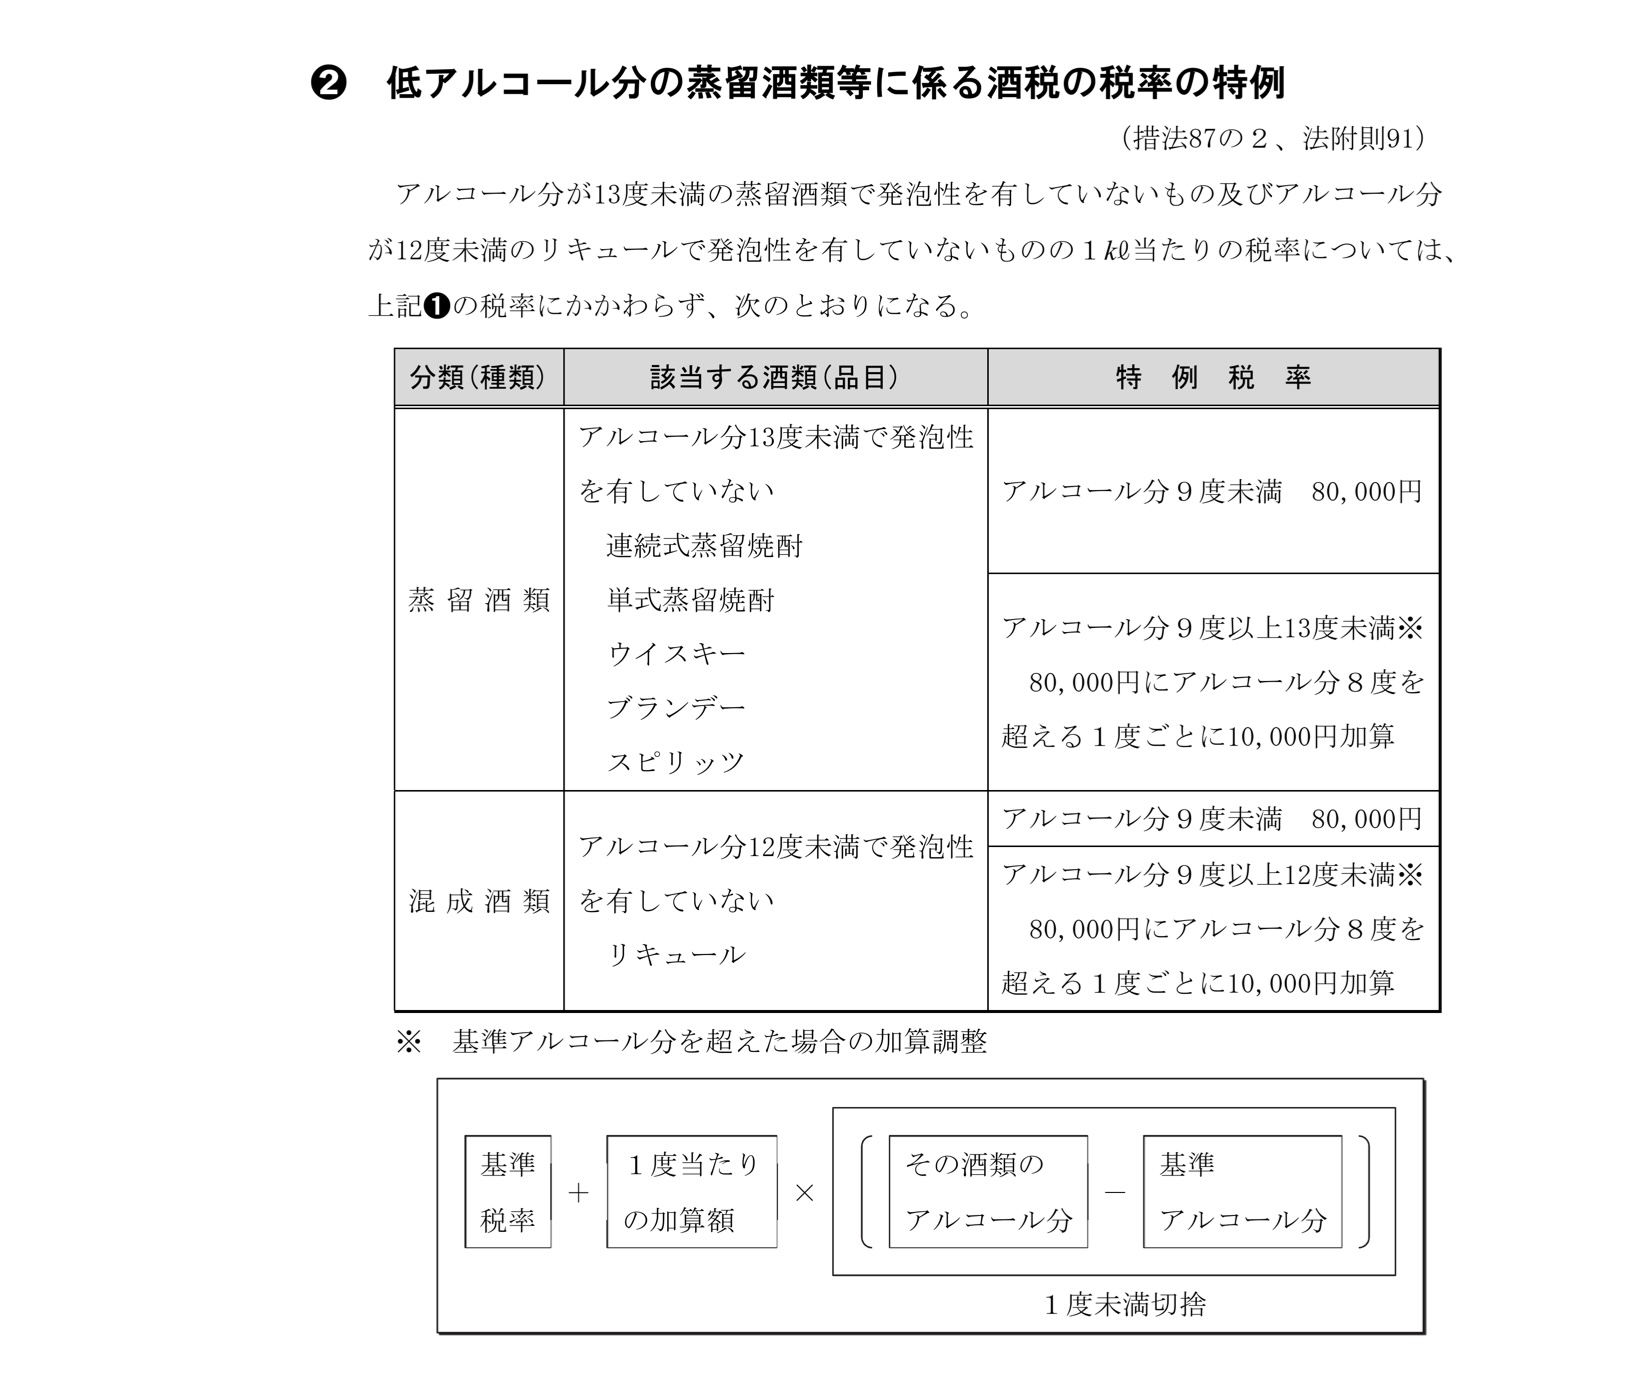 ❷　低アルコール分の蒸留酒類等に係る酒税の税率の特例
（措法87の２、法附則91）
アルコール分が13度未満の蒸留酒類で発泡性を有していないもの及びアルコール分
が12度未満のリキュールで発泡性を有していないものの１㎘当たりの税率については、
上記❶の税率にかかわらず、次のとおりになる。
分類（種類）
該当する酒類（品目）
特　例　税　率
蒸留酒類
アルコール分13度未満で発泡性
を有していない
連続式蒸留焼酎
単式蒸留焼酎
ウイスキー
ブランデー
スピリッツ
アルコール分９度未満　80,000円
アルコール分９度以上13度未満※
80,000円にアルコール分８度を
超える１度ごとに10,000円加算
混成酒類
アルコール分12度未満で発泡性
を有していない
リキュール
アルコール分９度未満　80,000円
アルコール分９度以上12度未満※
80,000円にアルコール分８度を
超える１度ごとに10,000円加算
※　基準アルコール分を超えた場合の加算調整
基準
税率
＋
１度当たり
の加算額
×
（
その酒類の
アルコール分
－
基準
アルコール分
）
１度未満切捨